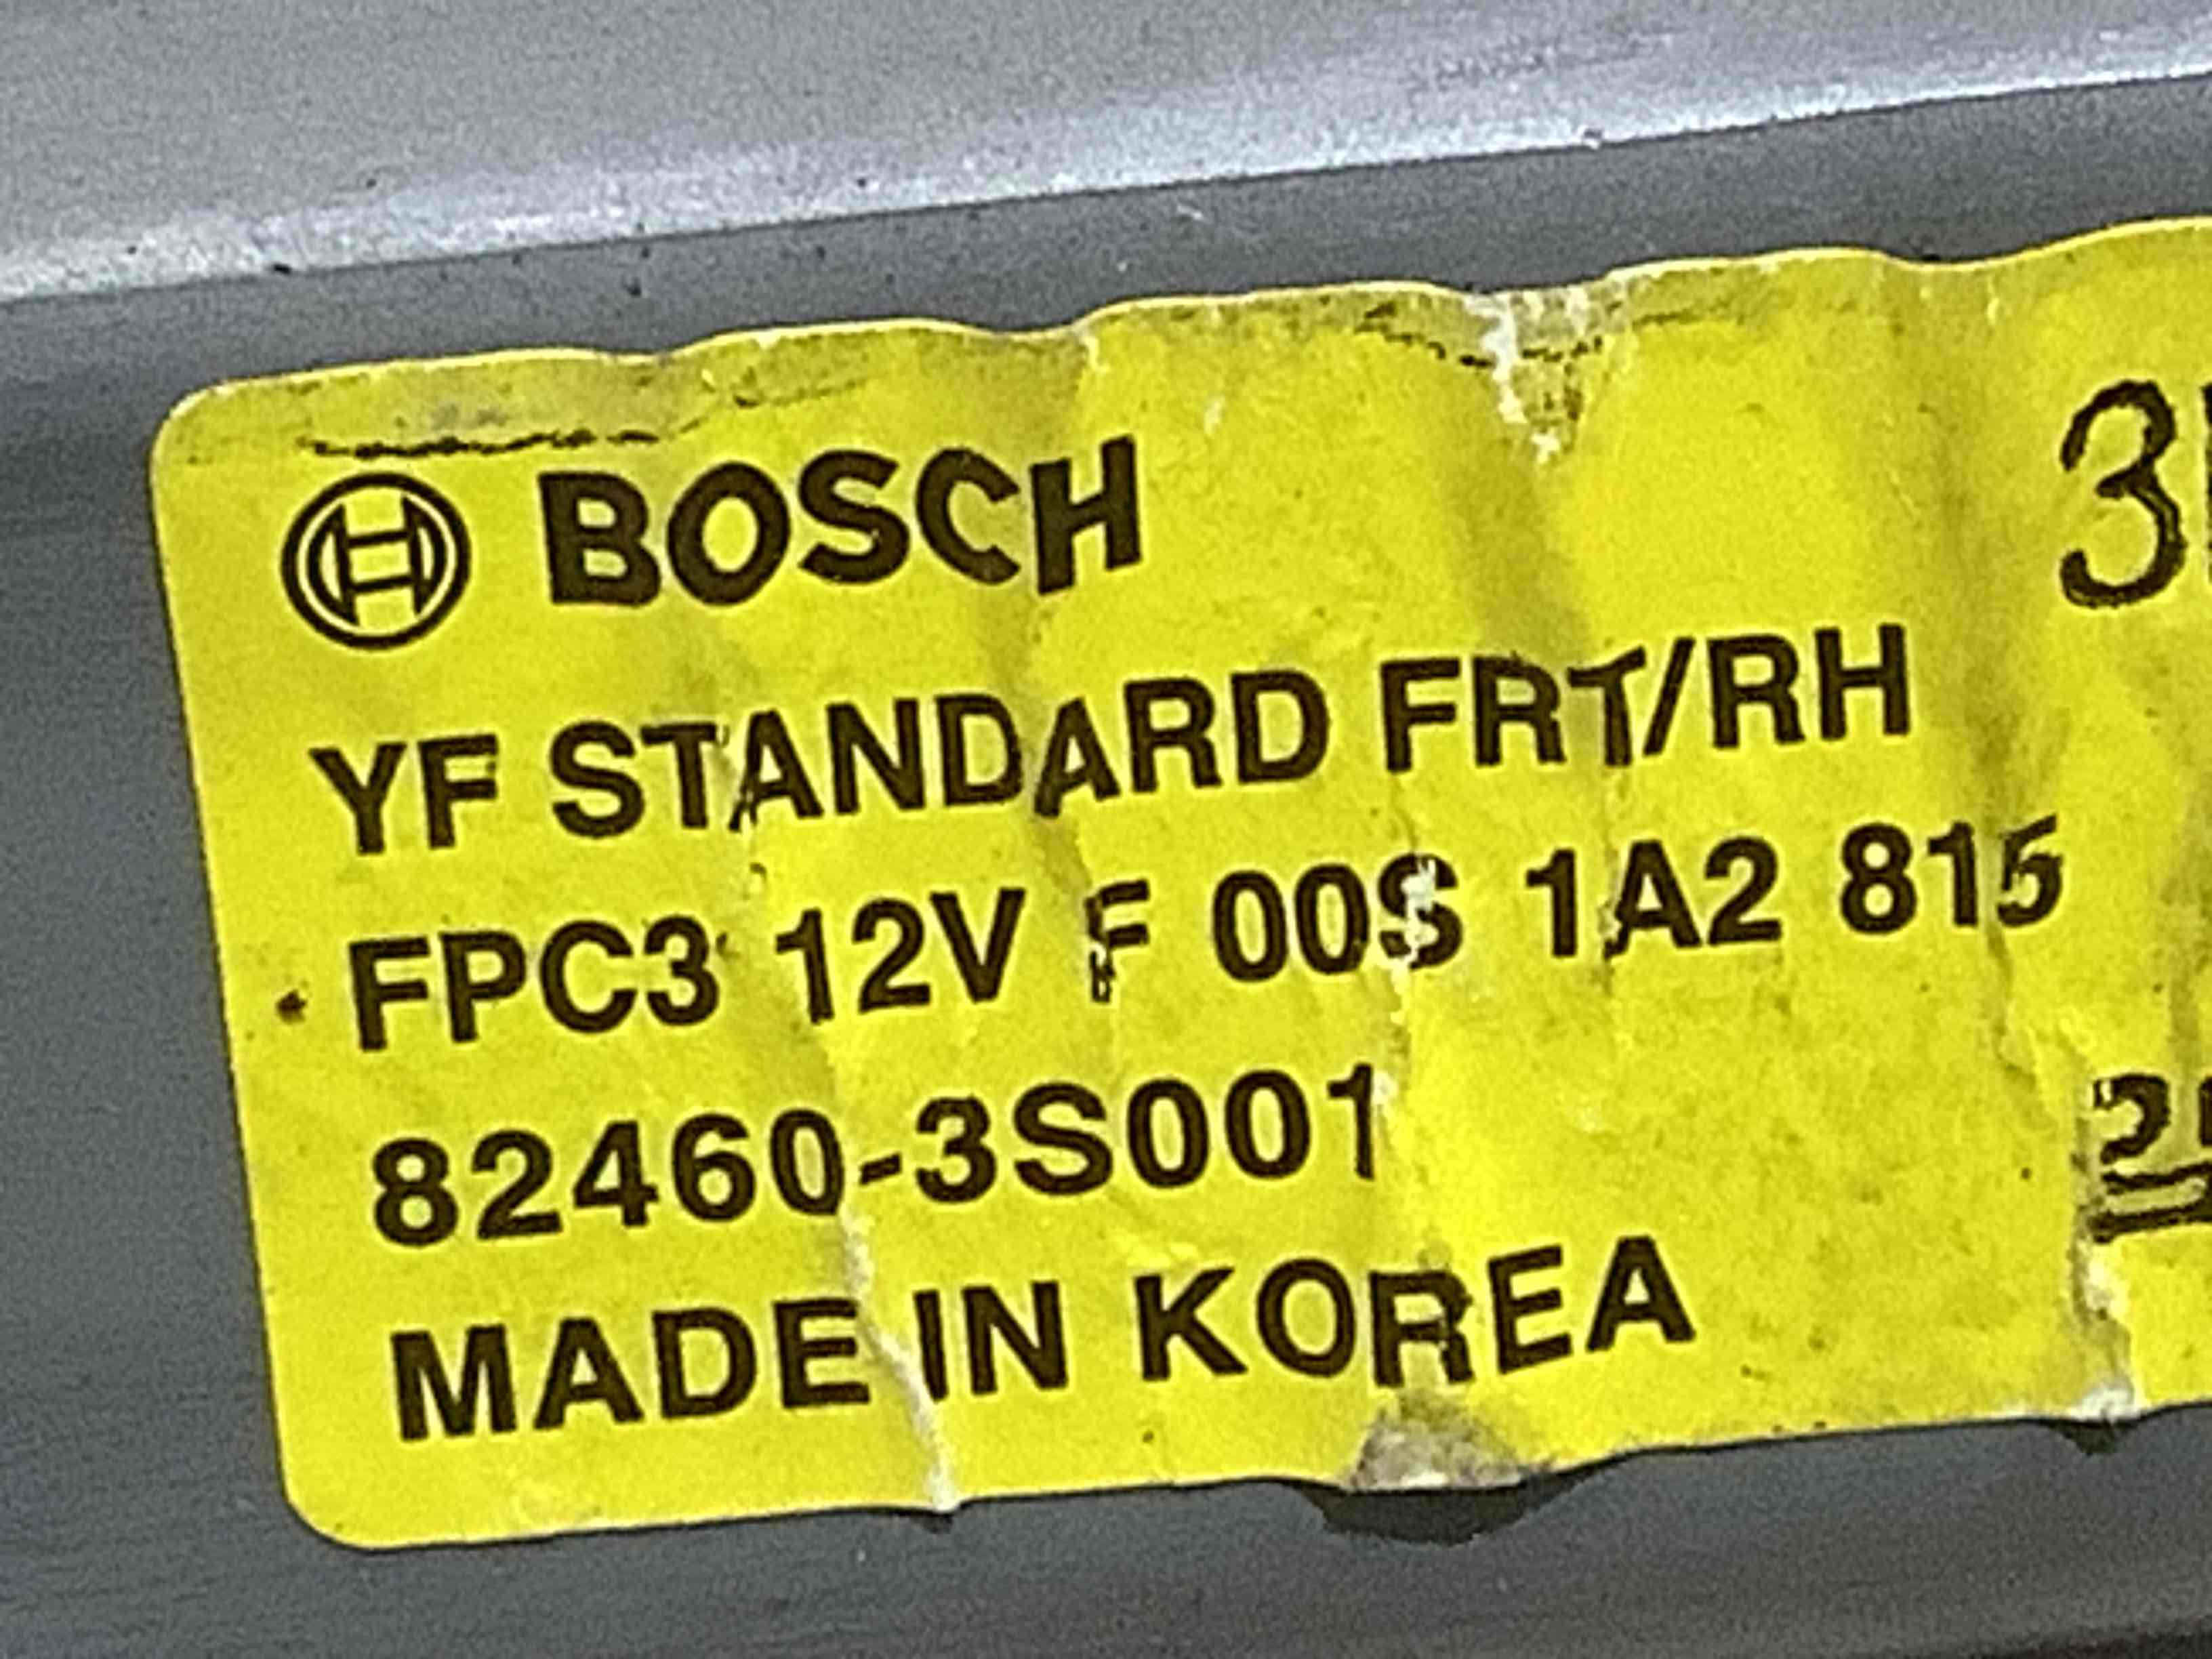 BOSCH
YF STANDARD FRT/RH
FPC3 12V F 00S 1A2 815
82460-3S001
MADE IN KOREA